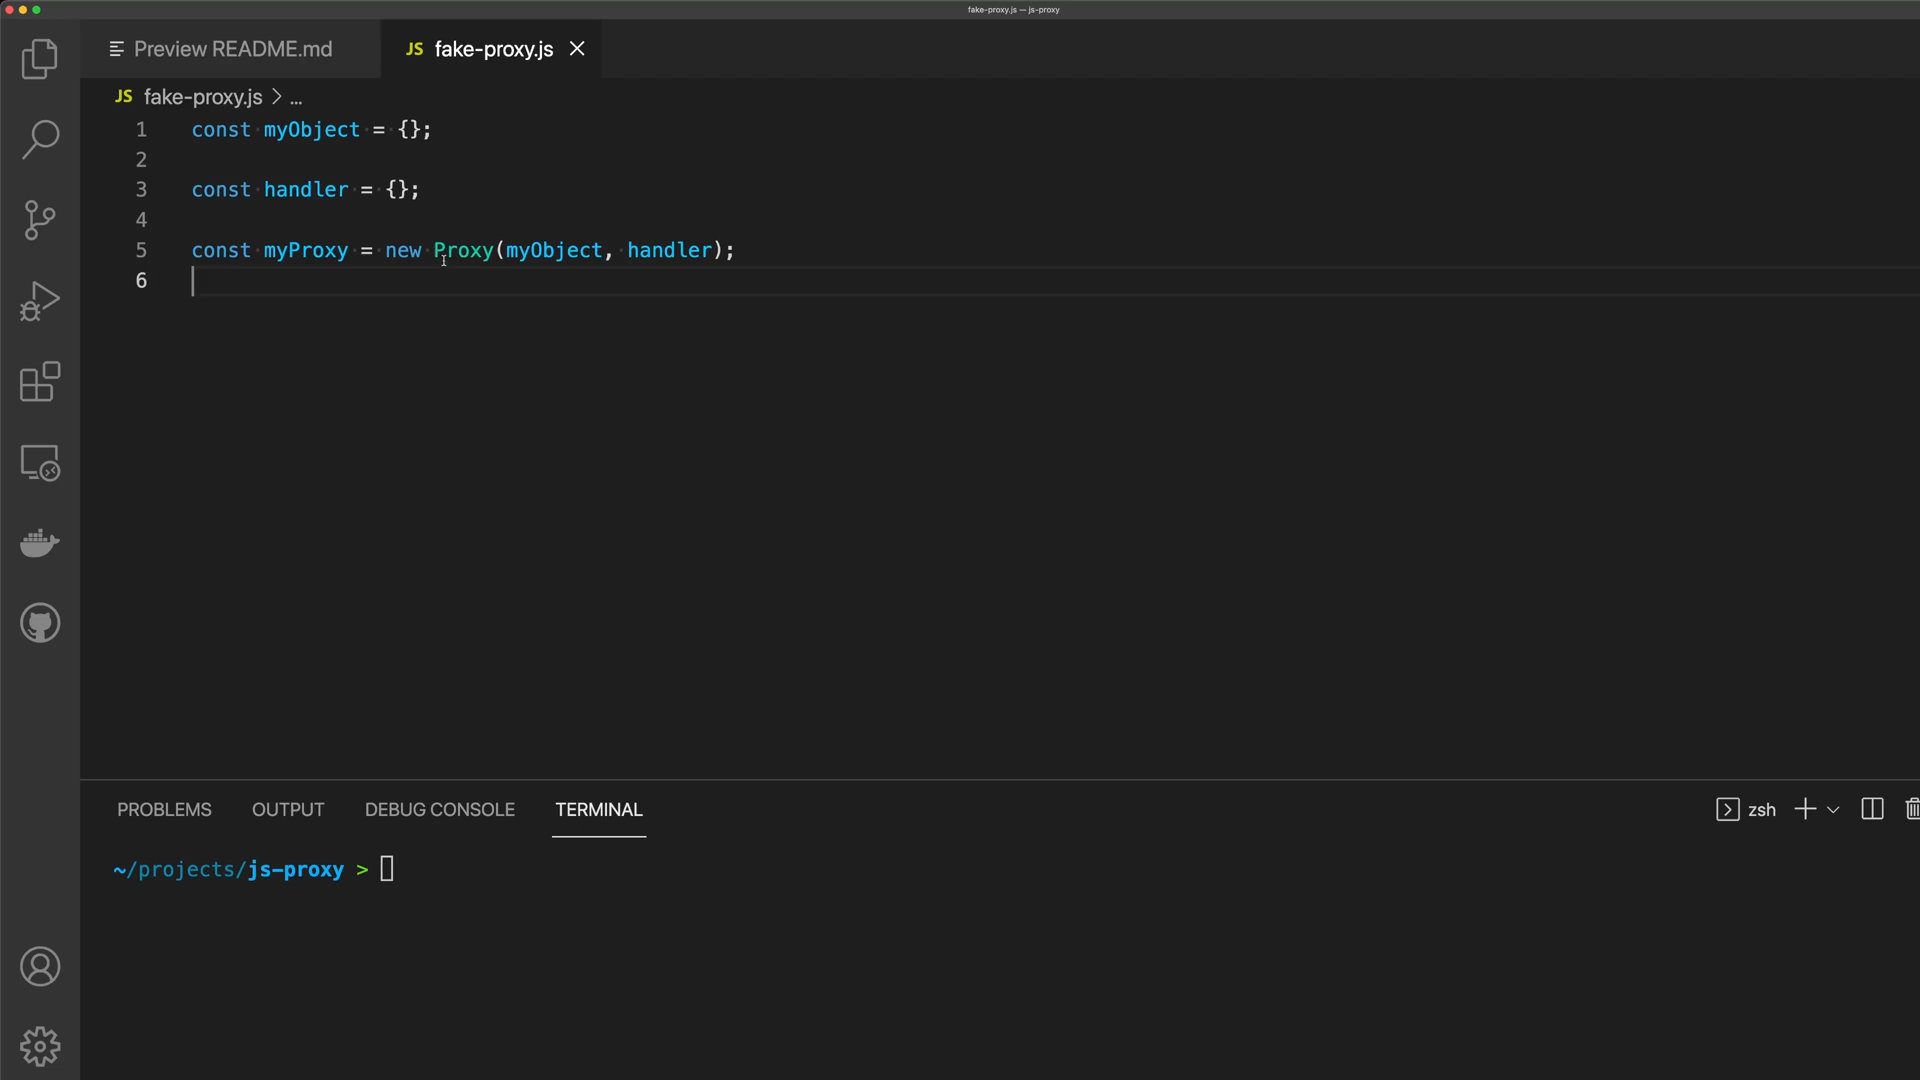 fake-proxy.js — js-proxy
Preview README.md
JS fake-proxy.js
JS fake-proxy.js > ...
1 const myObject = {};
2
3 const handler = {};
4
5 const myProxy = new Proxy(myObject, handler);
6
PROBLEMS OUTPUT DEBUG CONSOLE TERMINAL
zsh
~/projects/js-proxy >